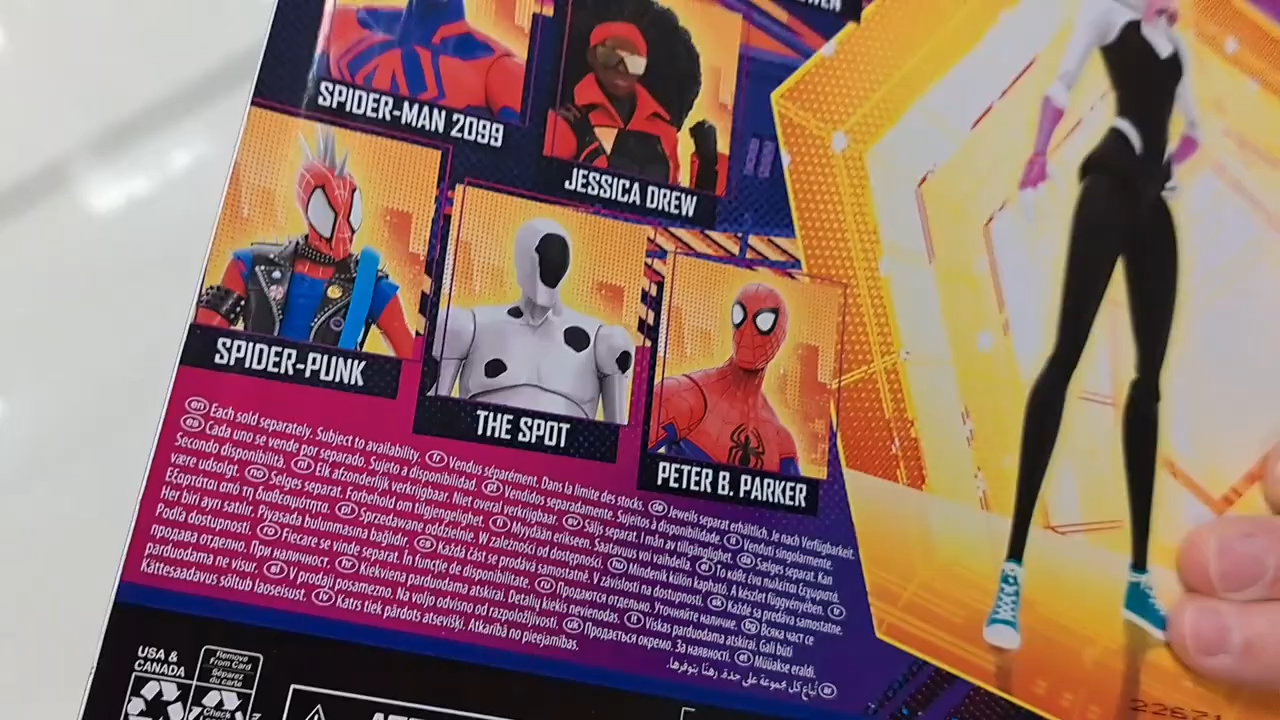 SPIDER-MAN 2099
JESSICA DREW
SPIDER-PUNK
THE SPOT
PETER B. PARKER
en Each sold separately. Subject to availability. fr Vendus séparément. Dans la limite des stocks. de Jeweils separat erhältlich. Je nach Verfügbarkeit.
es Cada uno se vende por separado. Sujeto a disponibilidad. pt Vendidos separadamente. Sujeitos à disponibilidade. it Venduti singolarmente.
Secondo disponibilità. nl Elk afzonderlijk verkrijgbaar. Niet overal verkrijgbaar. sv Säljs separat. I mån av tillgänglighet. da Sælges separat. Kan
være udsolgt. no Selges separat. Forbehold om tilgjengelighet. fi Myydään erikseen. Saatavuus voi vaihdella. el Το κάθε ένα πωλείται ξεχωριστά.
Εξαρτάται από τη διαθεσιμότητα. pl Sprzedawane oddzielnie. W zależności od dostępności. hu Mindenik külön kapható. A készlet függvényében. tr
Her biri ayrı satılır. Piyasada bulunmasına bağlıdır. cs Každá část se prodává samostatně. V závislosti na dostupnosti. sk Každé sa predáva samostatne.
Podľa dostupnosti. ro Fiecare se vinde separat. În funcție de disponibilitate. ru Продаются отдельно. Уточняйте наличие. bg Всяка част се
продава отделно. При наличност. hr Kiekviena parduodama atskirai. Detalių kiekis nevienodas. lt Viskas parduodama atskirai. Gali būti
parduodama ne visur. sl V prodaji posamezno. Na voljo odvisno od razpoložljivosti. uk Продається окремо. За наявності. et Müüakse eraldi.
Kättesaadavus sõltub laoseisust. lv Katrs tiek pārdots atsevišķi. Atkarībā no pieejamības.
ar تُباع كل مجموعة على حدة. رهنًا بتوفرها.
USA &
CANADA
Remove
From Card
Séparez
du carte
Check